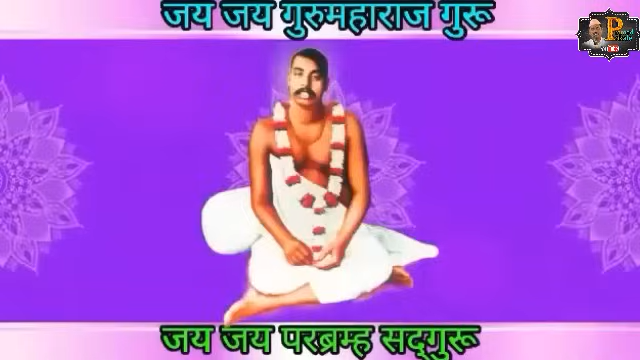 जय जय गुरुमहाराज गुरू
जय जय परब्रम्ह सद्गुरू